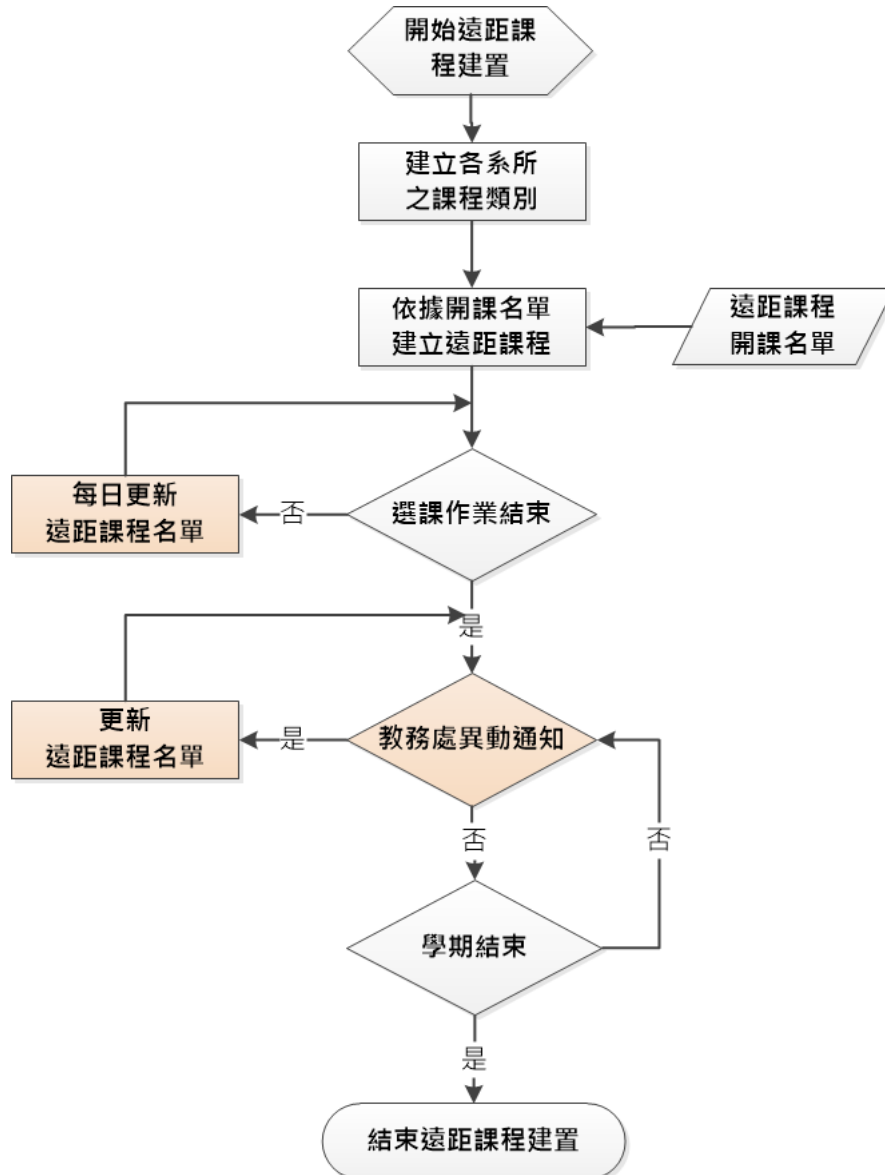 開始遠距課
程建置
建立各系所
之課程類別
依據開課名單
建立遠距課程
遠距課程
開課名單
每日更新
遠距課程名單
否
選課作業結束
是
更新
遠距課程名單
是
教務處異動通知
否
否
學期結束
是
結束遠距課程建置